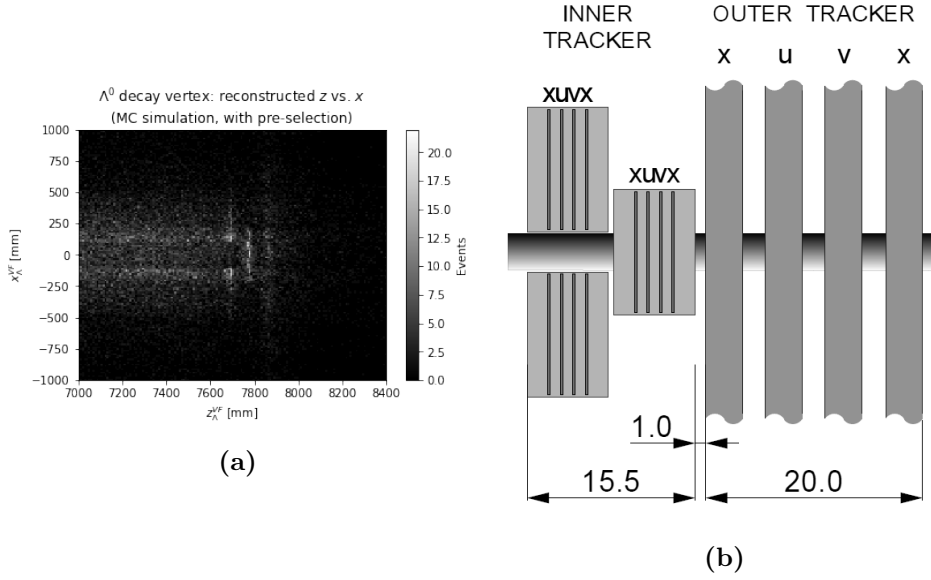 Λ⁰ decay vertex: reconstructed z vs. x
(MC simulation, with pre-selection)
1000
750
500
250
0
−250
−500
−750
−1000
x_Λ^{VF} [mm]
7000 7200 7400 7600 7800 8000 8200 8400
z_Λ^{VF} [mm]
20.0
17.5
15.0
12.5
10.0
7.5
5.0
2.5
0.0
Events
(a)
INNER
TRACKER
OUTER TRACKER
x u v x
xuvx
xuvx
1.0
15.5
20.0
(b)